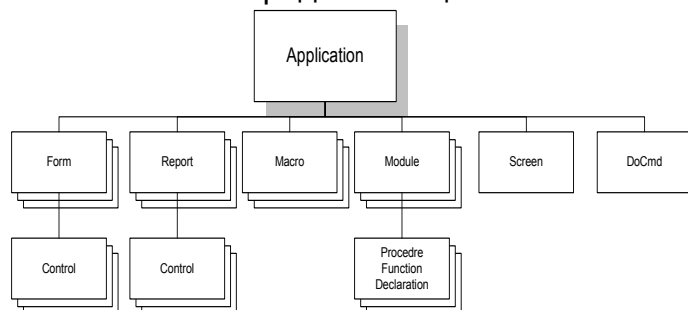 Application
Form
Report
Macro
Module
Screen
DoCmd
Control
Control
Procedre
Function
Declaration